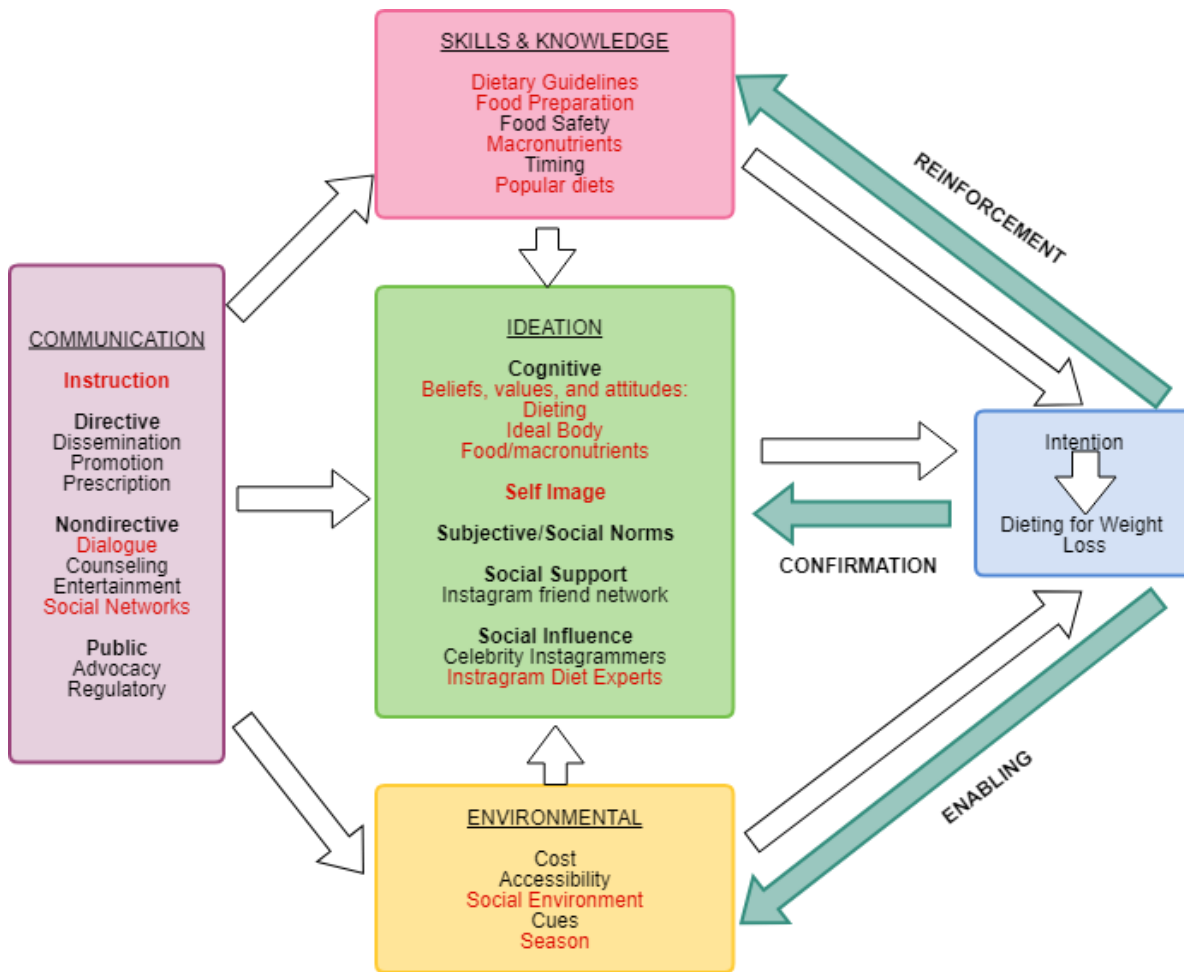 SKILLS & KNOWLEDGE
Dietary Guidelines
Food Preparation
Food Safety
Macronutrients
Timing
Popular diets
REINFORCEMENT
COMMUNICATION
Instruction
Directive
Dissemination
Promotion
Prescription
Nondirective
Dialogue
Counseling
Entertainment
Social Networks
Public
Advocacy
Regulatory
IDEATION
Cognitive
Beliefs, values, and attitudes:
Dieting
Ideal Body
Food/macronutrients
Self Image
Subjective/Social Norms
Social Support
Instagram friend network
Social Influence
Celebrity Instagrammers
Instragram Diet Experts
CONFIRMATION
Intention
Dieting for Weight
Loss
ENABLING
ENVIRONMENTAL
Cost
Accessibility
Social Environment
Cues
Season